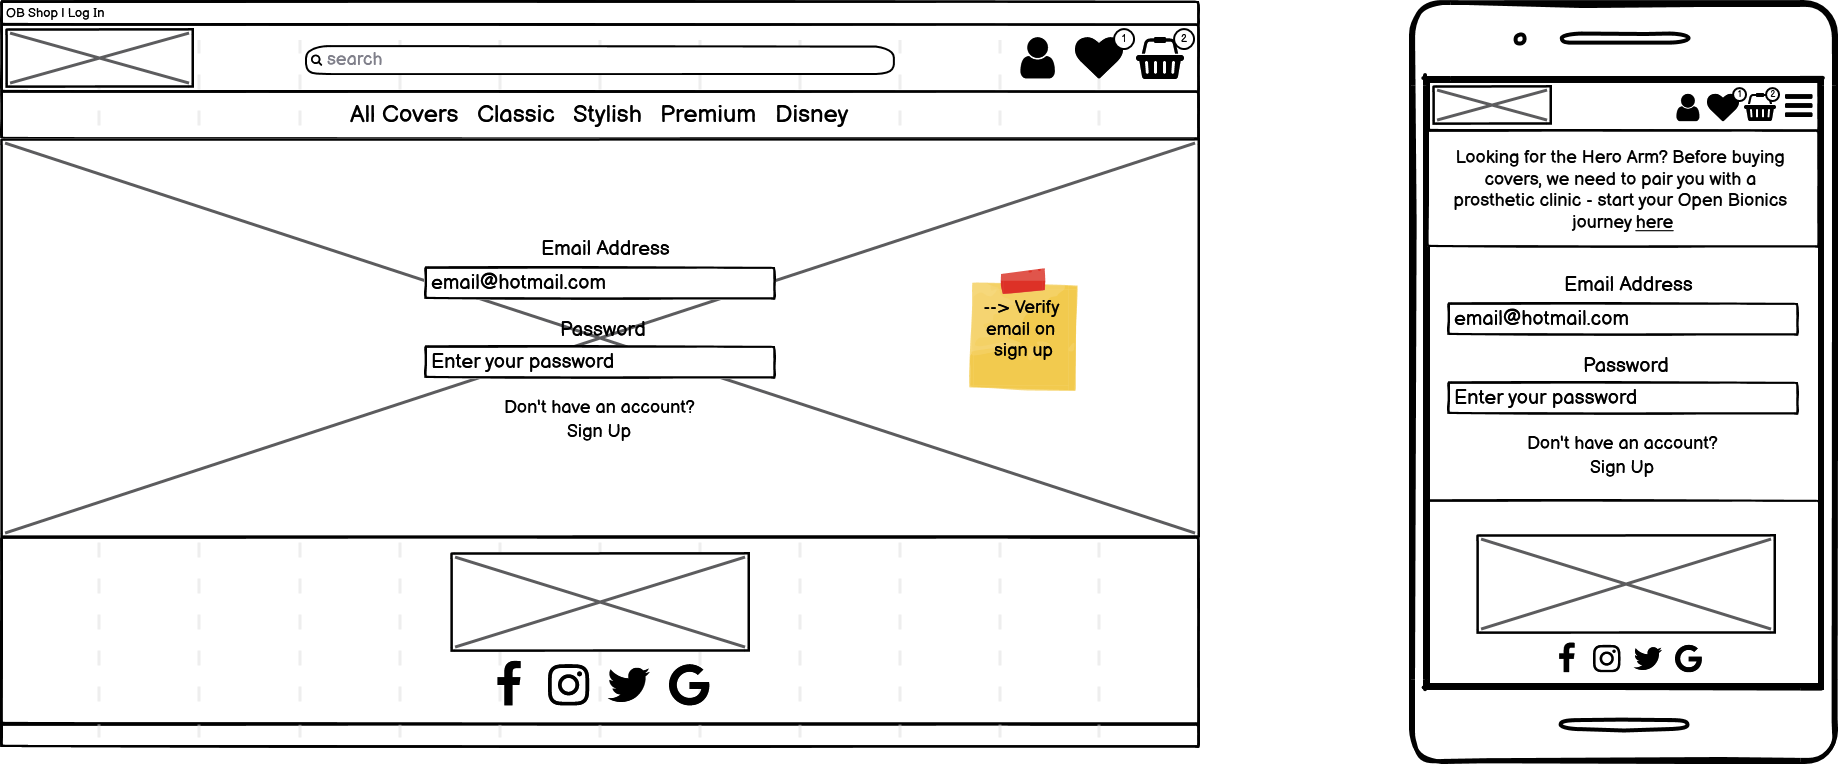 OB Shop | Log In
search
1
2
All Covers Classic Stylish Premium Disney
Email Address
email@hotmail.com
Password
Enter your password
Don't have an account?
Sign Up
--> Verify
email on
sign up
1
2
Looking for the Hero Arm? Before buying
covers, we need to pair you with a
prosthetic clinic - start your Open Bionics
journey here
Email Address
email@hotmail.com
Password
Enter your password
Don't have an account?
Sign Up